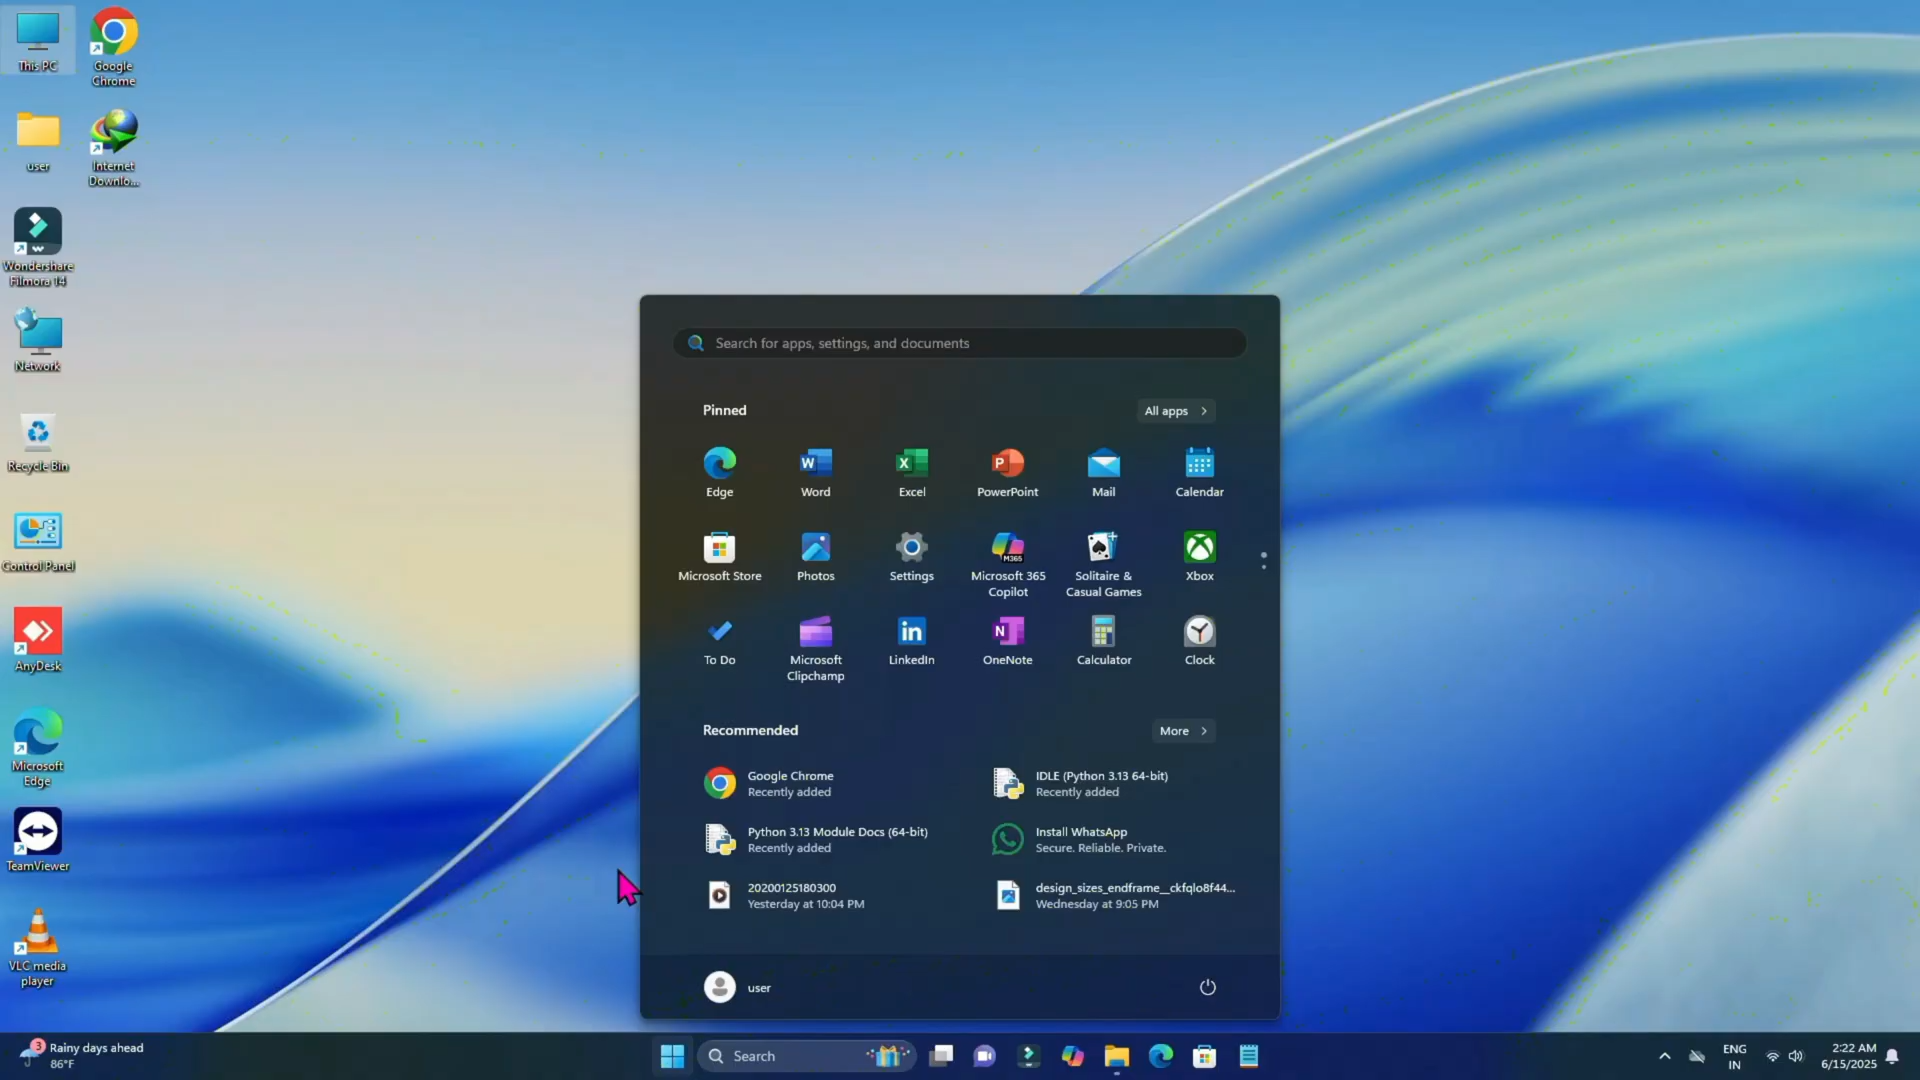 This PC
Google
Chrome
user
Internet
Downlo...
Wondershare
Filmora 14
Network
Recycle Bin
Control Panel
AnyDesk
Microsoft
Edge
TeamViewer
VLC media
player
Search for apps, settings, and documents
Pinned
All apps
Edge
Word
Excel
PowerPoint
Mail
Calendar
Microsoft Store
Photos
Settings
M365
Microsoft 365
Copilot
Solitaire &
Casual Games
Xbox
To Do
Microsoft
Clipchamp
LinkedIn
OneNote
Calculator
Clock
Recommended
More
Google Chrome
Recently added
IDLE (Python 3.13 64-bit)
Recently added
Python 3.13 Module Docs (64-bit)
Recently added
Install WhatsApp
Secure. Reliable. Private.
20200125180300
Yesterday at 10:04 PM
design_sizes_endframe__ckfqlo8f44...
Wednesday at 9:05 PM
user
3
Rainy days ahead
86°F
Search
ENG
IN
2:22 AM
6/15/2025